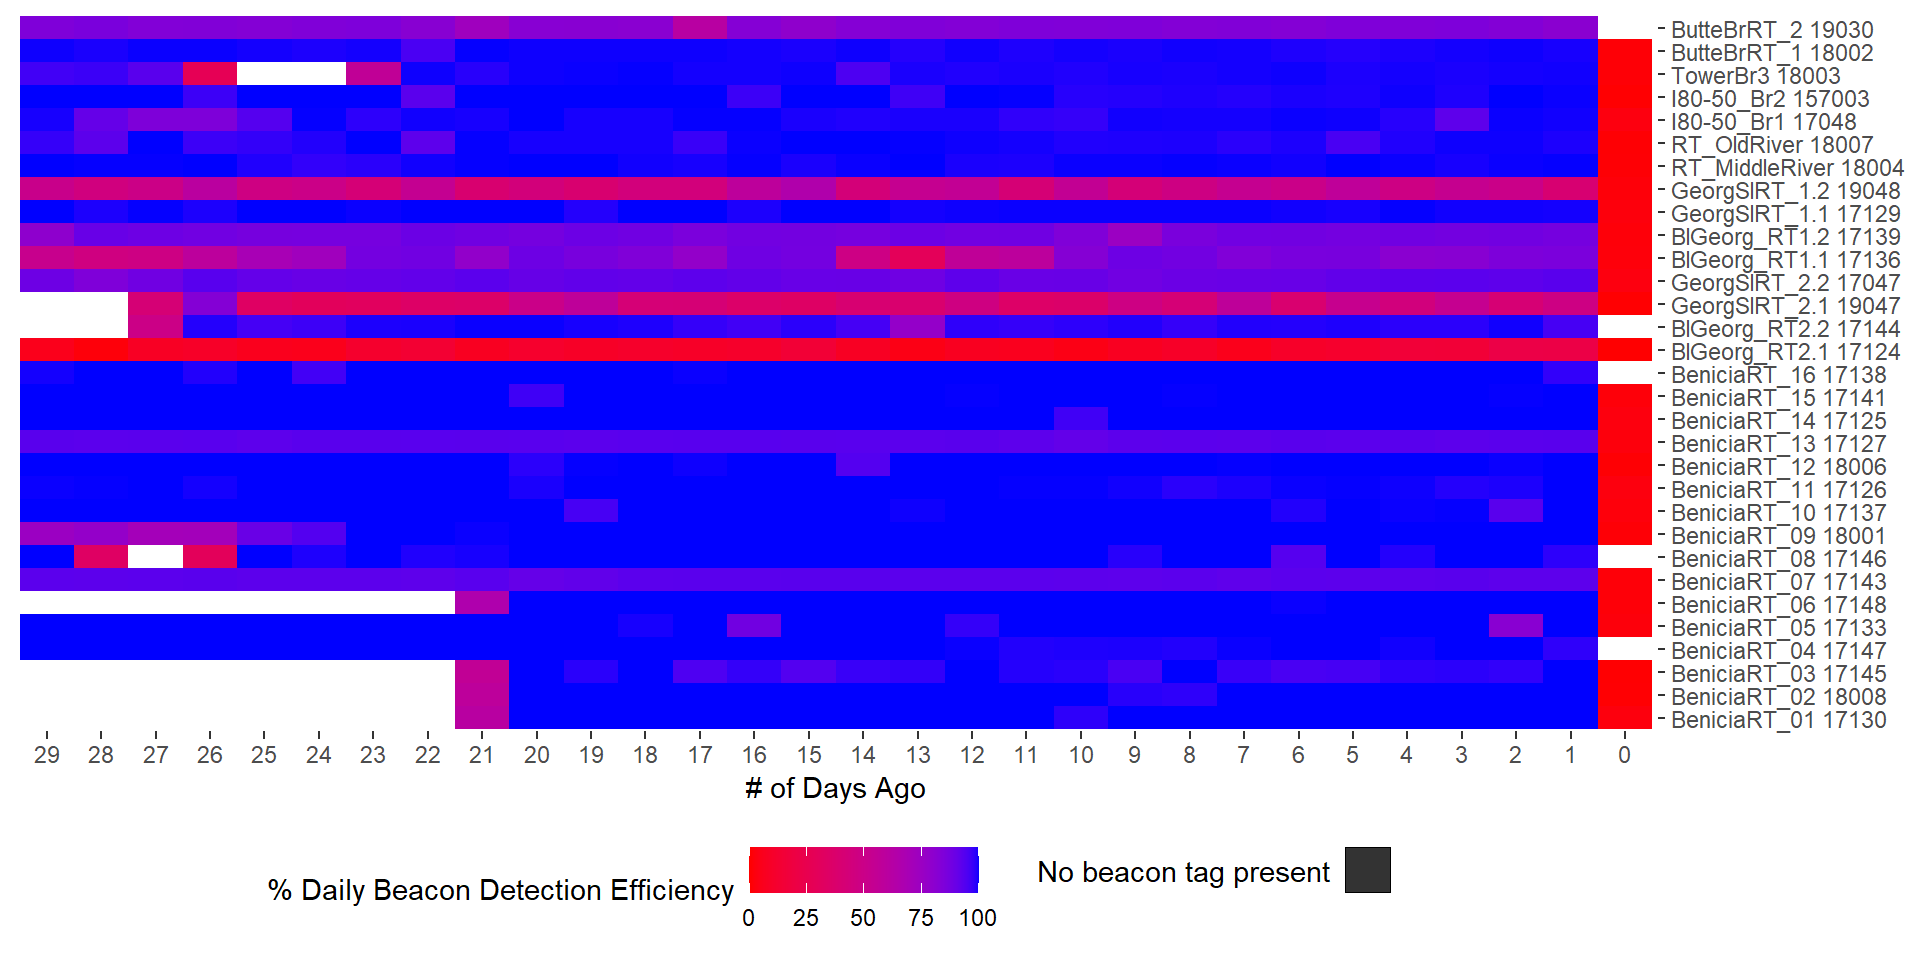 ButteBrRT_2 19030
ButteBrRT_1 18002
TowerBr3 18003
I80-50_Br2 157003
I80-50_Br1 17048
RT_OldRiver 18007
RT_MiddleRiver 18004
GeorgSlRT_1.2 19048
GeorgSlRT_1.1 17129
BlGeorg_RT1.2 17139
BlGeorg_RT1.1 17136
GeorgSlRT_2.2 17047
GeorgSlRT_2.1 19047
BlGeorg_RT2.2 17144
BlGeorg_RT2.1 17124
BeniciaRT_16 17138
BeniciaRT_15 17141
BeniciaRT_14 17125
BeniciaRT_13 17127
BeniciaRT_12 18006
BeniciaRT_11 17126
BeniciaRT_10 17137
BeniciaRT_09 18001
BeniciaRT_08 17146
BeniciaRT_07 17143
BeniciaRT_06 17148
BeniciaRT_05 17133
BeniciaRT_04 17147
BeniciaRT_03 17145
BeniciaRT_02 18008
BeniciaRT_01 17130
29 28 27 26 25 24 23 22 21 20 19 18 17 16 15 14 13 12 11 10 9 8 7 6 5 4 3 2 1 0
# of Days Ago
% Daily Beacon Detection Efficiency
0 25 50 75 100
No beacon tag present